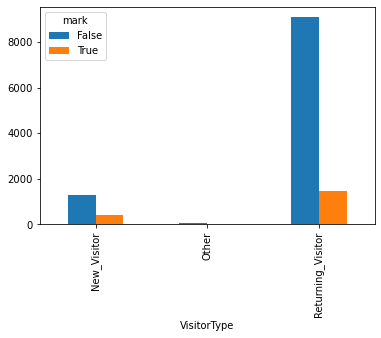 mark
False
True
8000
6000
4000
2000
0
New_Visitor
Other
Returning_Visitor
VisitorType